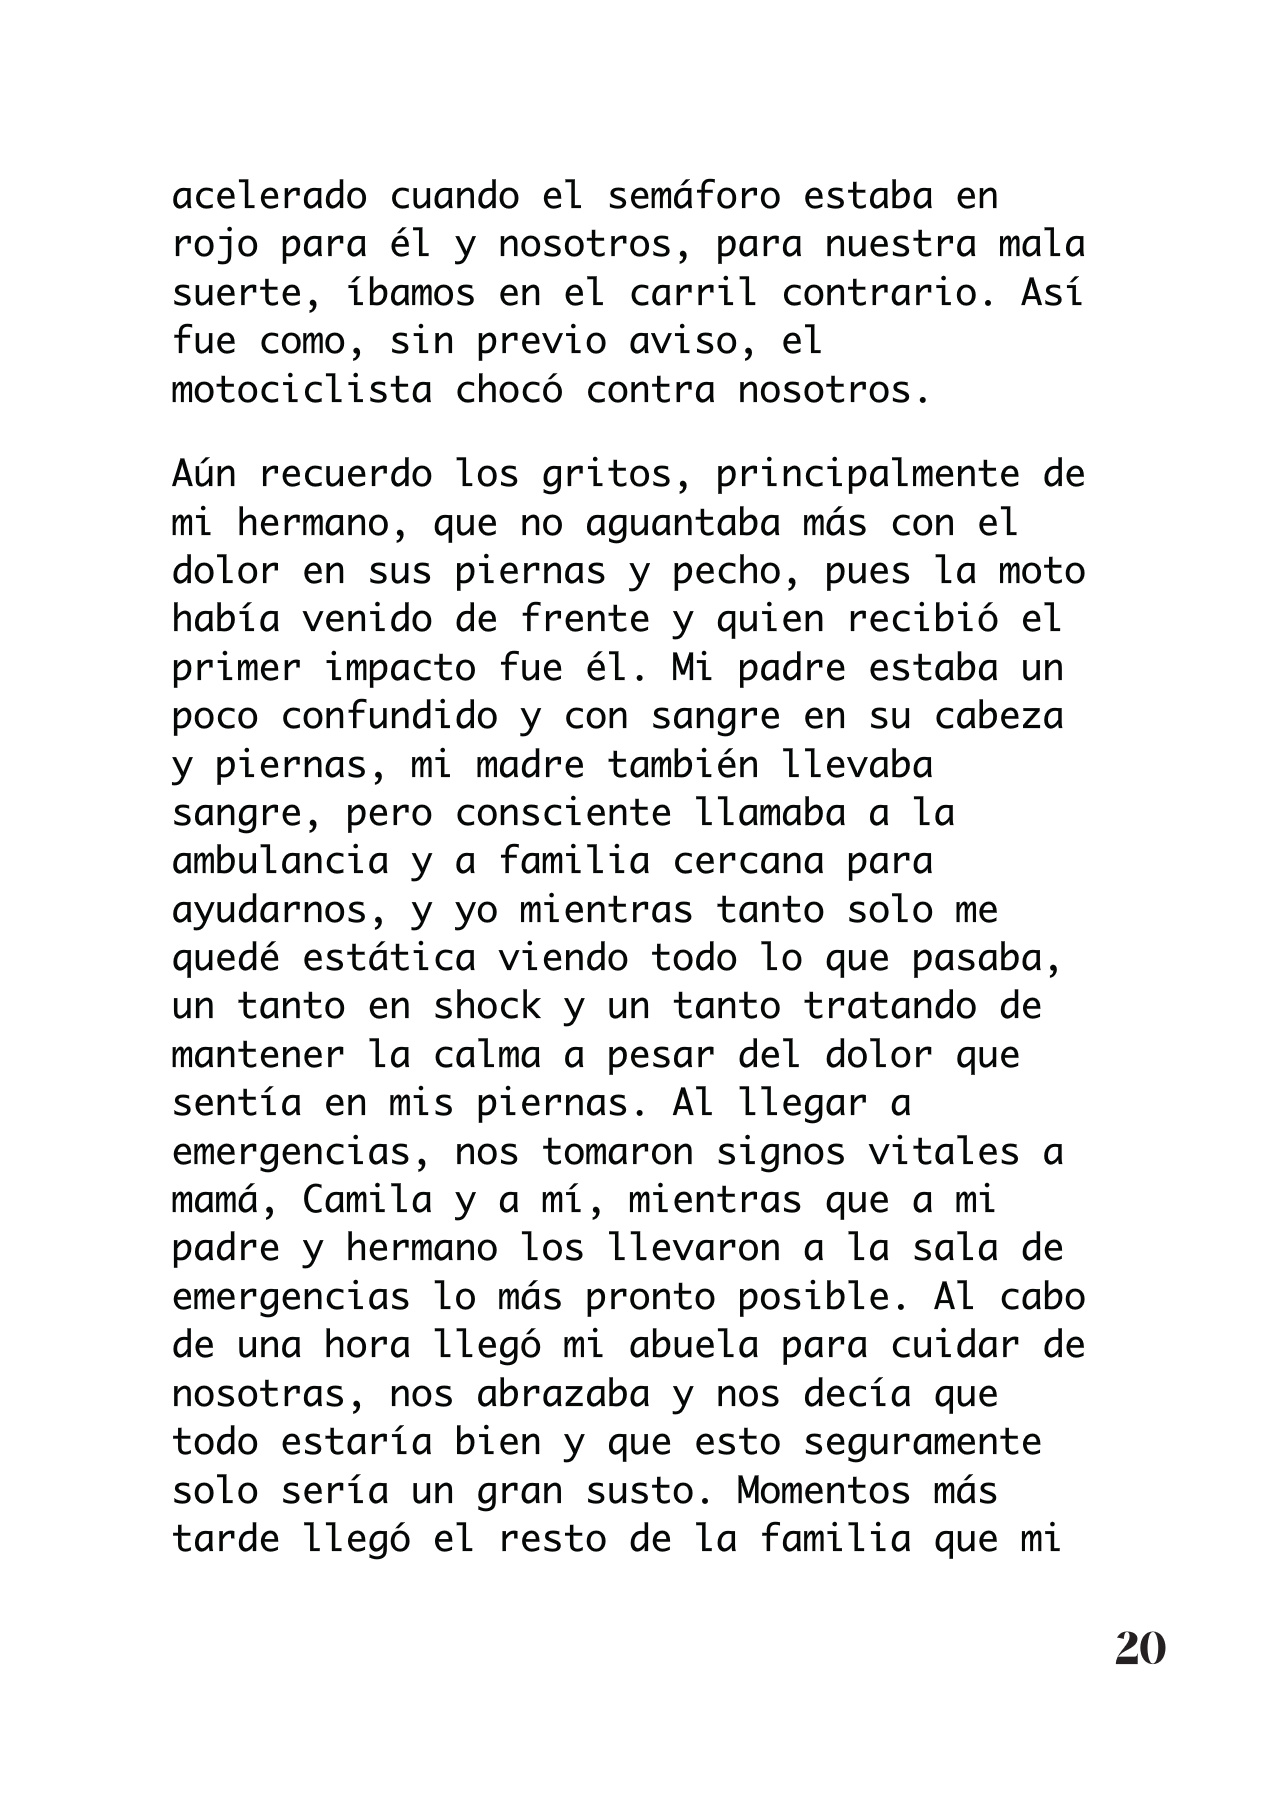 acelerado cuando el semáforo estaba en
rojo para él y nosotros, para nuestra mala
suerte, íbamos en el carril contrario. Así
fue como, sin previo aviso, el
motociclista chocó contra nosotros.
Aún recuerdo los gritos, principalmente de
mi hermano, que no aguantaba más con el
dolor en sus piernas y pecho, pues la moto
había venido de frente y quien recibió el
primer impacto fue él. Mi padre estaba un
poco confundido y con sangre en su cabeza
y piernas, mi madre también llevaba
sangre, pero consciente llamaba a la
ambulancia y a familia cercana para
ayudarnos, y yo mientras tanto solo me
quedé estática viendo todo lo que pasaba,
un tanto en shock y un tanto tratando de
mantener la calma a pesar del dolor que
sentía en mis piernas. Al llegar a
emergencias, nos tomaron signos vitales a
mamá, Camila y a mí, mientras que a mi
padre y hermano los llevaron a la sala de
emergencias lo más pronto posible. Al cabo
de una hora llegó mi abuela para cuidar de
nosotras, nos abrazaba y nos decía que
todo estaría bien y que esto seguramente
solo sería un gran susto. Momentos más
tarde llegó el resto de la familia que mi
20